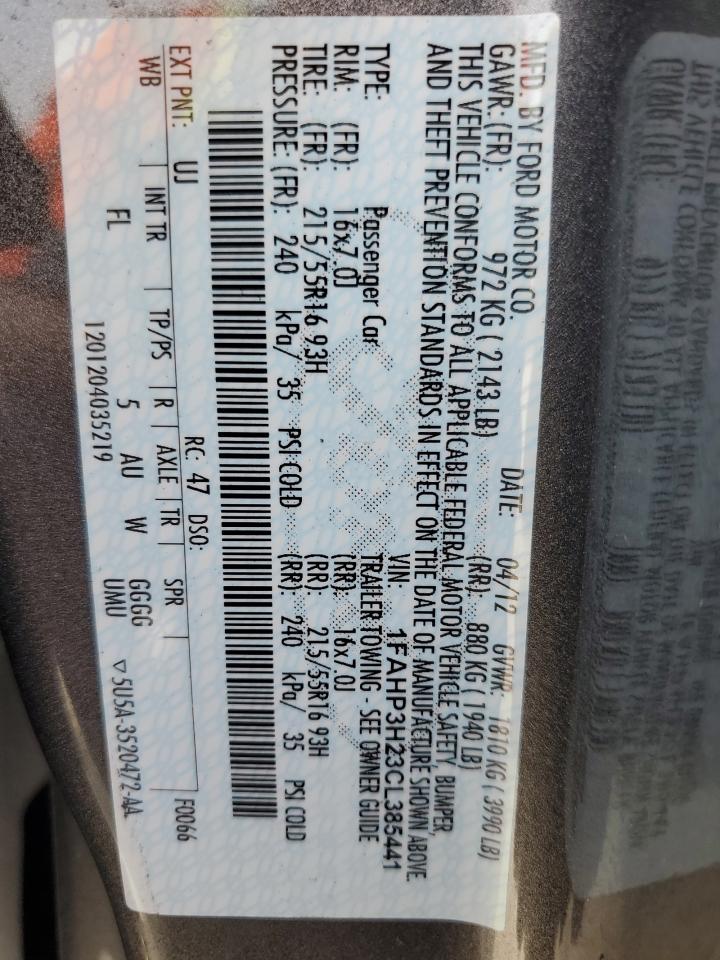 MFD. BY FORD MOTOR CO.
DATE: 04/12 GVWR: 1810 KG ( 3990 LB)
GAWR: (FR): 972 KG ( 2143 LB) (RR): 880 KG ( 1940 LB)
THIS VEHICLE CONFORMS TO ALL APPLICABLE FEDERAL MOTOR VEHICLE SAFETY, BUMPER,
AND THEFT PREVENTION STANDARDS IN EFFECT ON THE DATE OF MANUFACTURE SHOWN ABOVE.
VIN: 1FAHP3H23CL385441
TYPE: Passenger Car TRAILER TOWING - SEE OWNER GUIDE
RIM: (FR): 16x7.0J (RR): 16x7.0J
TIRE: (FR): 215/55R16 93H (RR): 215/55R16 93H
PRESSURE: (FR): 240 kPa/ 35 PSI COLD (RR): 240 kPa/ 35 PSI COLD
EXT PNT: UJ RC: 47 DSO: F0066
WB INT TR TP/PS R AXLE TR SPR
FL 5 AU W GGGG
UMU
1201204035219 ▽ 5U5A-3520472-AA